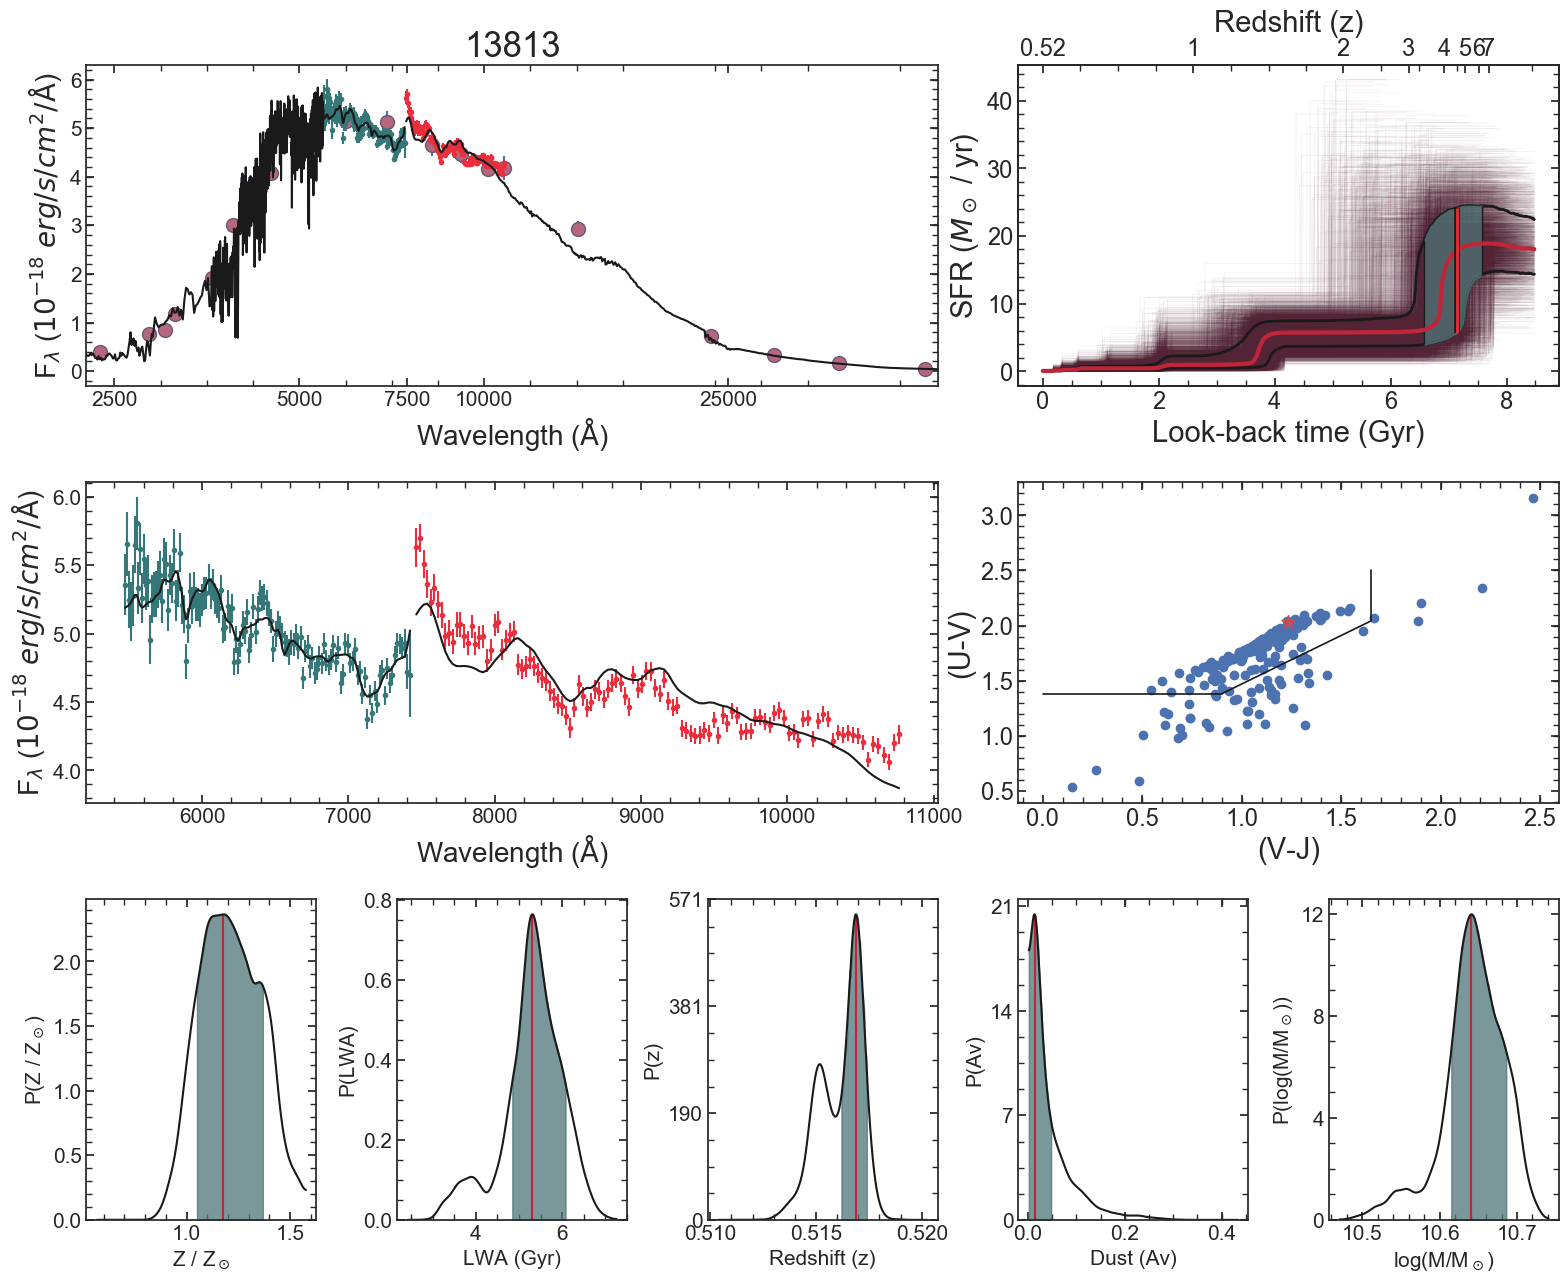 13813
6
5
4
3
2
1
0
F_λ (10^{-18} erg/s/cm^2/Å)
2500 5000 7500 10000 25000
Wavelength (Å)
Redshift (z)
0.52 1 2 3 4 5 6 7
40
30
20
10
0
SFR (M_⊙ / yr)
0 2 4 6 8
Look-back time (Gyr)
6.0
5.5
5.0
4.5
4.0
F_λ (10^{-18} erg/s/cm^2/Å)
6000 7000 8000 9000 10000 11000
Wavelength (Å)
3.0
2.5
2.0
1.5
1.0
0.5
(U-V)
0.0 0.5 1.0 1.5 2.0 2.5
(V-J)
2.0
1.5
1.0
0.5
0.0
P(Z / Z_⊙)
1.0 1.5
Z / Z_⊙
0.8
0.6
0.4
0.2
0.0
P(LWA)
4 6
LWA (Gyr)
571
381
190
0
P(z)
0.510 0.515 0.520
Redshift (z)
21
14
7
0
P(Av)
0.0 0.2 0.4
Dust (Av)
12
8
4
0
P(log(M/M_⊙))
10.5 10.6 10.7
log(M/M_⊙)